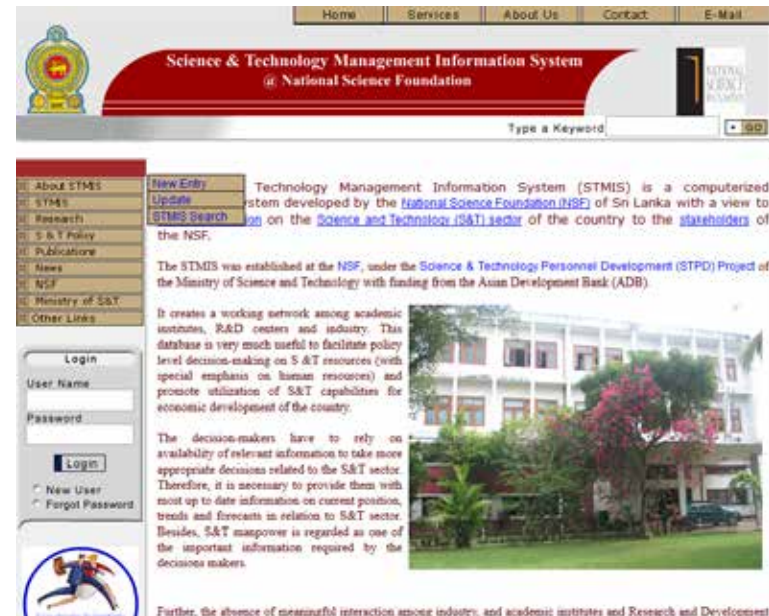 Home Services About Us Contact E-Mail
Science & Technology Management Information System
@ National Science Foundation
NATIONAL
SCIENCE
FOUNDATION
Type a Keyword GO
About STMIS
STMIS
Research
S & T Policy
Publications
News
NSF
Ministry of S&T
Other Links
New Entry
Update
STMIS Search
Login
User Name
Password
Login
New User
Forgot Password
Technology Management Information System (STMIS) is a computerized
system developed by the National Science Foundation (NSF) of Sri Lanka with a view to
on on the Science and Technology (S&T) sector of the country to the stakeholders of
the NSF.
The STMIS was established at the NSF, under the Science & Technology Personnel Development (STPD) Project of
the Ministry of Science and Technology with funding from the Asian Development Bank (ADB).
It creates a working network among academic
institutes, R&D centers and industry. This
database is very much useful to facilitate policy
level decision-making on S &T resources (with
special emphasis on human resources) and
promote utilization of S&T capabilities for
economic development of the country.
The decision-makers have to rely on
availability of relevant information to take more
appropriate decisions related to the S&T sector.
Therefore, it is necessary to provide them with
most up to date information on current position,
trends and forecasts in relation to S&T sector.
Besides, S&T manpower is regarded as one of
the important information required by the
decisions makers.
Further, the absence of meaningful interaction among industry, and academic institutes and Research and Development